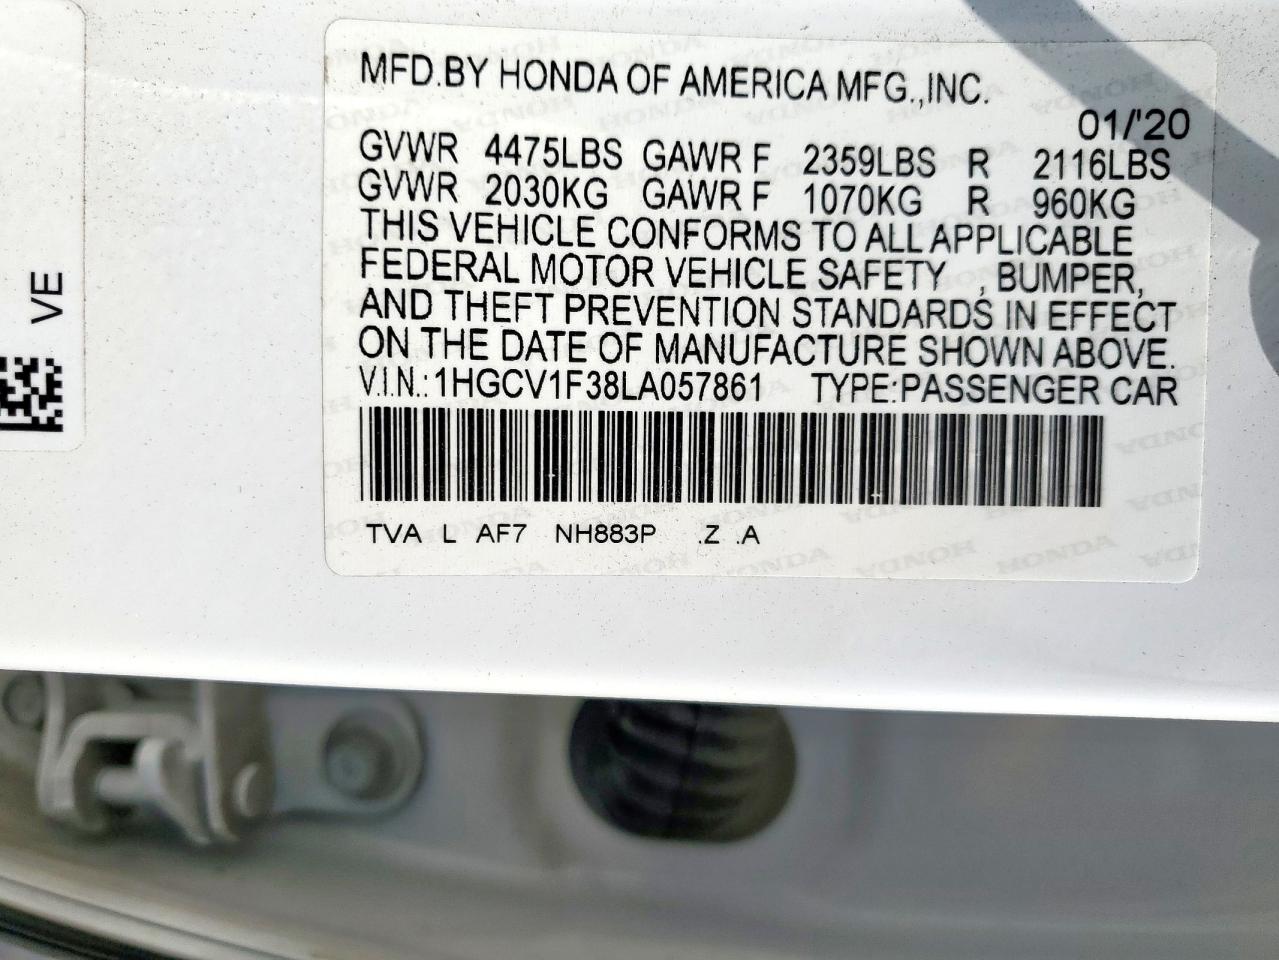 MFD.BY HONDA OF AMERICA MFG.,INC.
01/'20
GVWR 4475LBS GAWR F 2359LBS R 2116LBS
GVWR 2030KG GAWR F 1070KG R 960KG
THIS VEHICLE CONFORMS TO ALL APPLICABLE
FEDERAL MOTOR VEHICLE SAFETY , BUMPER,
AND THEFT PREVENTION STANDARDS IN EFFECT
ON THE DATE OF MANUFACTURE SHOWN ABOVE.
V.I.N.: 1HGCV1F38LA057861 TYPE:PASSENGER CAR
TVA L AF7 NH883P .Z .A
VE